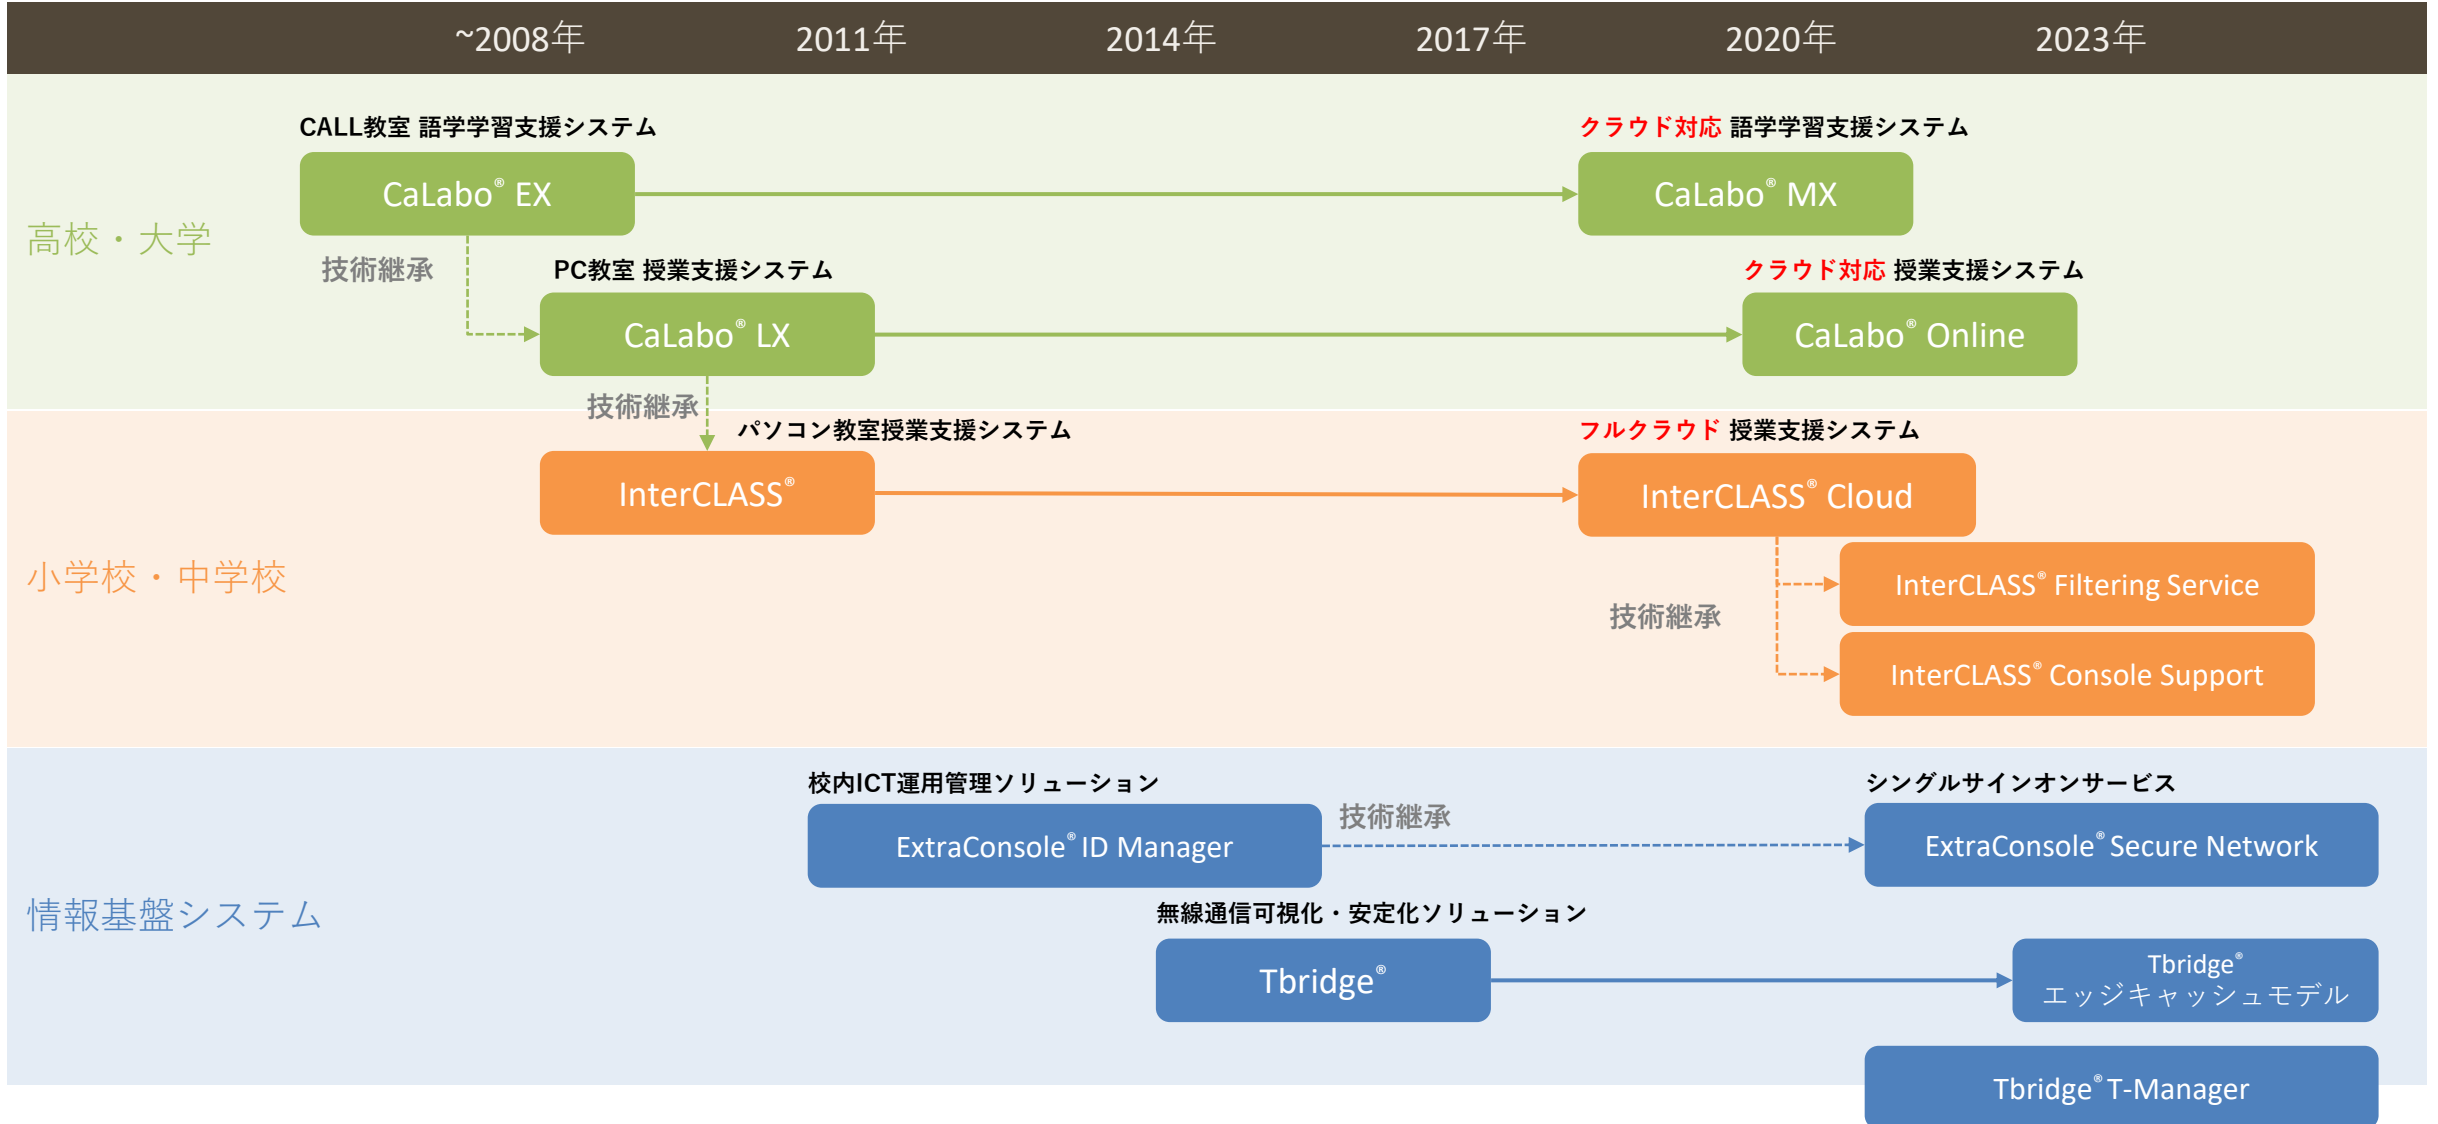 ~2008年 2011年 2014年 2017年 2020年 2023年
高校・大学
CALL教室 語学学習支援システム
CaLabo® EX
クラウド対応 語学学習支援システム
CaLabo® MX
技術継承
PC教室 授業支援システム
CaLabo® LX
クラウド対応 授業支援システム
CaLabo® Online
技術継承
小学校・中学校
パソコン教室授業支援システム
InterCLASS®
フルクラウド 授業支援システム
InterCLASS® Cloud
技術継承
InterCLASS® Filtering Service
InterCLASS® Console Support
情報基盤システム
校内ICT運用管理ソリューション
ExtraConsole® ID Manager
技術継承
シングルサインオンサービス
ExtraConsole® Secure Network
無線通信可視化・安定化ソリューション
Tbridge®
Tbridge®
エッジキャッシュモデル
Tbridge® T-Manager